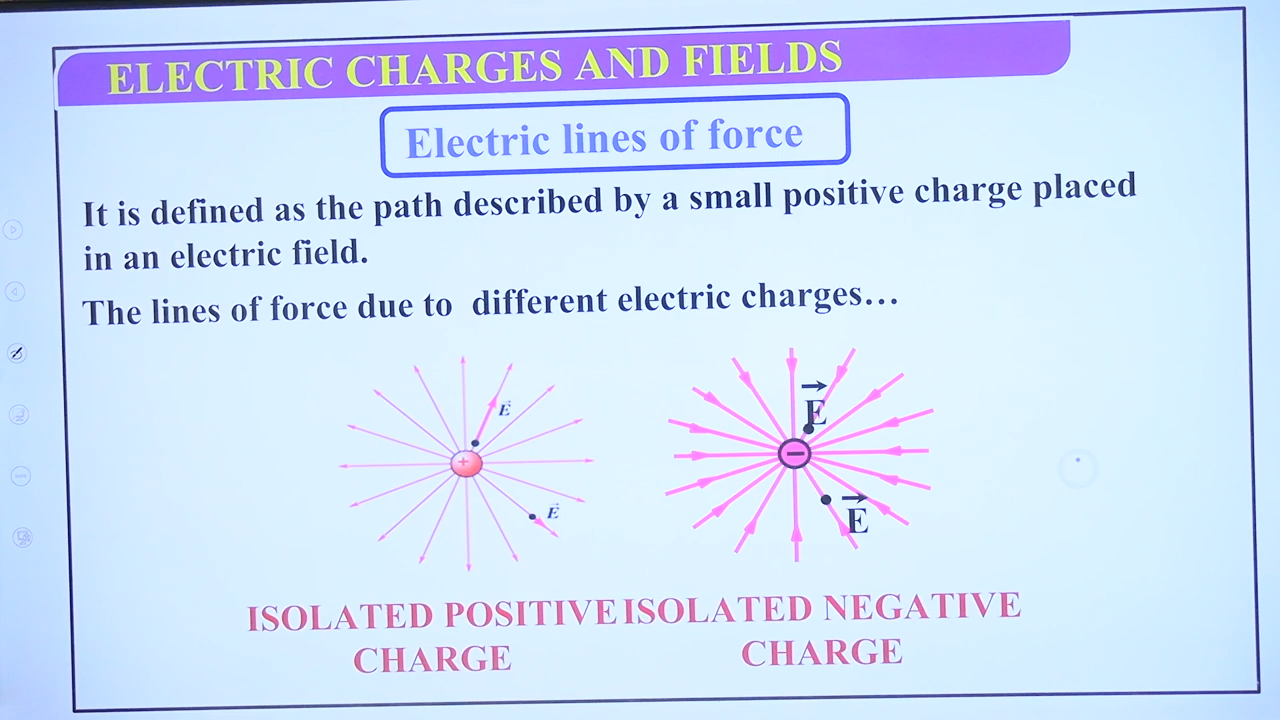 ELECTRIC CHARGES AND FIELDS
Electric lines of force
It is defined as the path described by a small positive charge placed
in an electric field.
The lines of force due to different electric charges...
E
E
+
E
−
E
ISOLATED POSITIVE
CHARGE
ISOLATED NEGATIVE
CHARGE